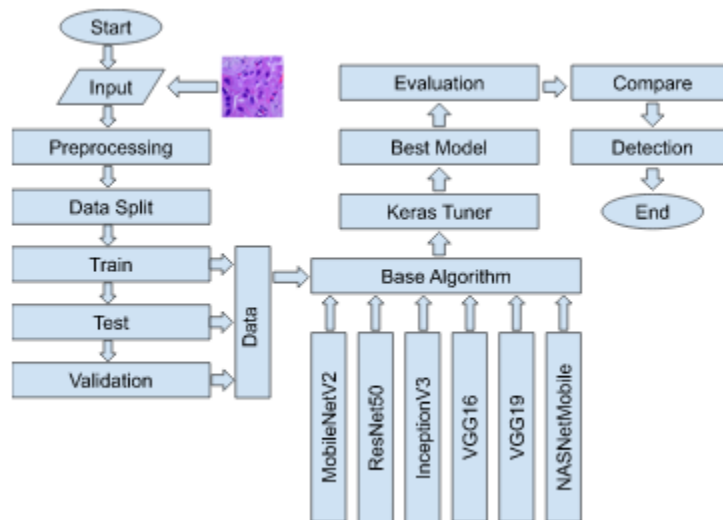 Start
Input
Preprocessing
Data Split
Train
Test
Validation
Data
Evaluation
Best Model
Keras Tuner
Base Algorithm
MobileNetV2
ResNet50
InceptionV3
VGG16
VGG19
NASNetMobile
Compare
Detection
End